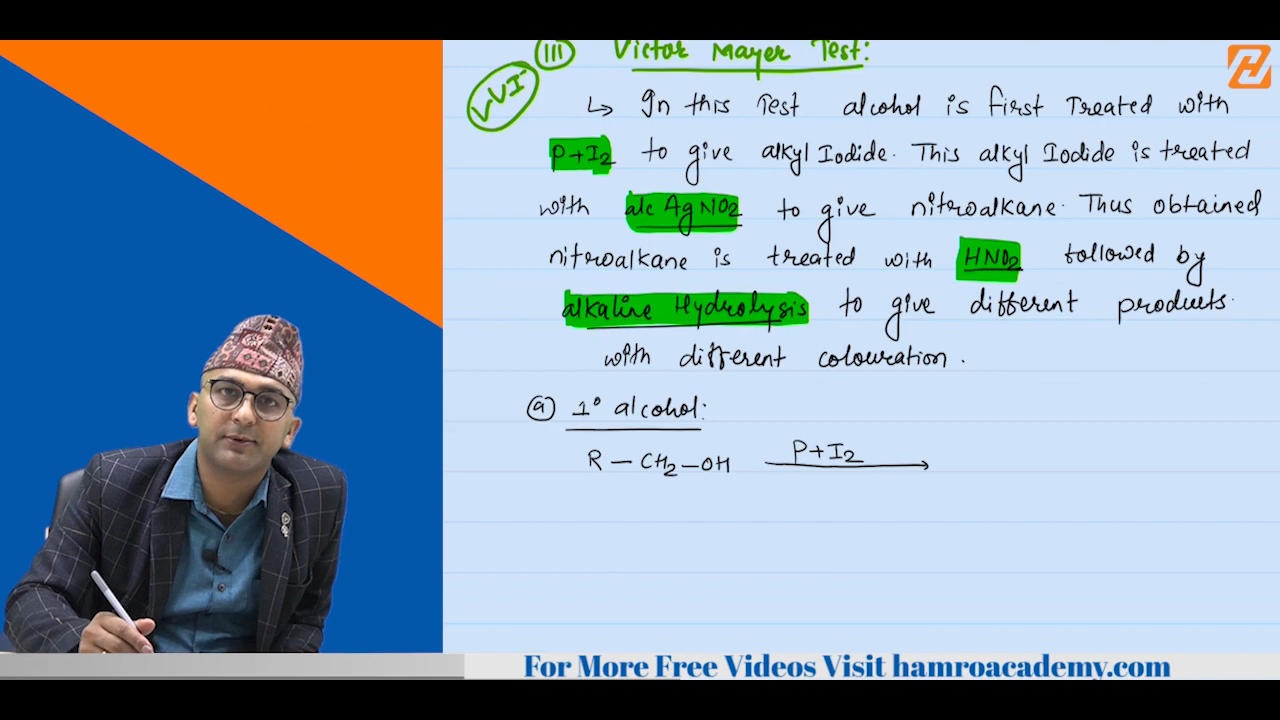 III Victor Mayer Test:
VVI
↳ In this Test alcohol is first Treated with
P+I2 to give alkyl Iodide. This alkyl Iodide is treated
with alc AgNO2 to give nitroalkane. Thus obtained
nitroalkane is treated with HNO2 followed by
alkaline Hydrolysis to give different products
with different colouration.
a 1° alcohol:
R – CH2 – OH P+I2 →
For More Free Videos Visit hamroacademy.com